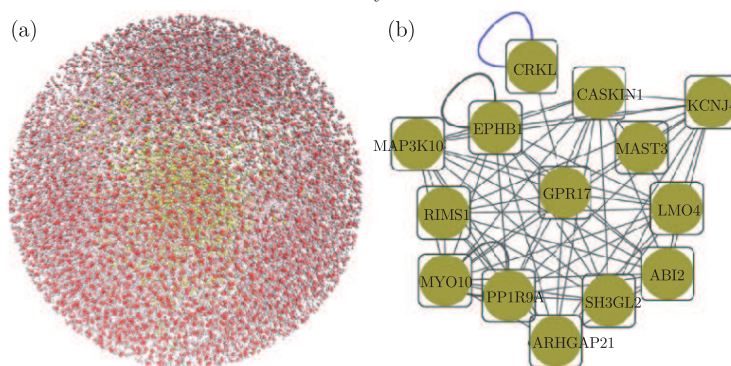 (a)
(b)
CRKL
CASKIN1
KCNJ4
EPHB1
MAP3K10
MAST3
GPR17
RIMS1
LMO4
MYO10
ABI2
PP1R9A
SH3GL2
ARHGAP21